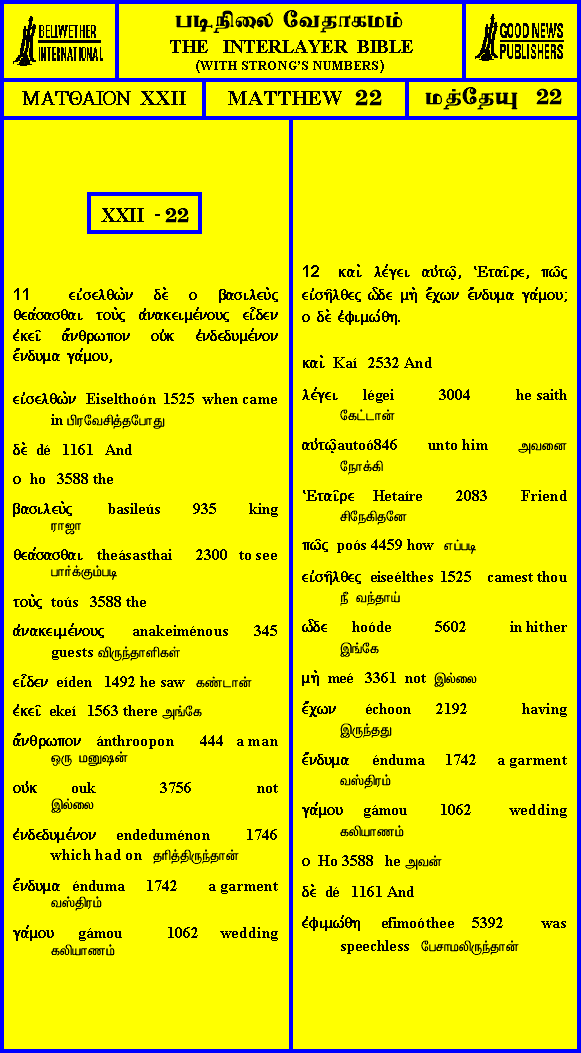 BELLWETHER
INTERNATIONAL
படிநிலை வேதாகமம்
THE INTERLAYER BIBLE
(WITH STRONG'S NUMBERS)
GOOD NEWS
PUBLISHERS
ΜΑΤΘΑΙΟΝ XXII
MATTHEW 22
மத்தேயு 22
XXII - 22
11 εἰσελθὼν δὲ ο βασιλεὺς
θεάσασθαι τοὺς ἀνακειμένους εἶδεν
ἐκεῖ ἄνθρωπον οὐκ ἐνδεδυμένον
ἔνδυμα γάμου,
εἰσελθὼν Eiselthoón 1525 when came
in பிரவேசித்தபோது
δὲ dé 1161 And
ο ho 3588 the
βασιλεὺς basileús 935 king
ராஜா
θεάσασθαι theásasthai 2300 to see
பார்க்கும்படி
τοὺς toús 3588 the
ἀνακειμένους anakeiménous 345
guests விருந்தாளிகள்
εἶδεν eíden 1492 he saw கண்டான்
ἐκεῖ ekeí 1563 there அங்கே
ἄνθρωπον ánthroopon 444 a man
ஒரு மனுஷன்
οὐκ ouk 3756 not
இல்லை
ἐνδεδυμένον endeduménon 1746
which had on தரித்திருந்தான்
ἔνδυμα énduma 1742 a garment
வஸ்திரம்
γάμου gámou 1062 wedding
கலியாணம்
12 καὶ λέγει αὐτῷ, Ἑταῖρε, πῶς
εἰσῆλθες ὧδε μὴ ἔχων ἔνδυμα γάμου;
ο δὲ ἐφιμώθη.
καὶ Kaí 2532 And
λέγει légei 3004 he saith
கேட்டான்
αὐτῷ autoó846 unto him அவனை
நோக்கி
Ἑταῖρε Hetaíre 2083 Friend
சிநேகிதனே
πῶς poós 4459 how எப்படி
εἰσῆλθες eiseélthes 1525 camest thou
நீ வந்தாய்
ὧδε hoóde 5602 in hither
இங்கே
μὴ meé 3361 not இல்லை
ἔχων échoon 2192 having
இருந்தது
ἔνδυμα énduma 1742 a garment
வஸ்திரம்
γάμου gámou 1062 wedding
கலியாணம்
ο Ho 3588 he அவன்
δὲ dé 1161 And
ἐφιμώθη efimoóthee 5392 was
speechless பேசாமலிருந்தான்